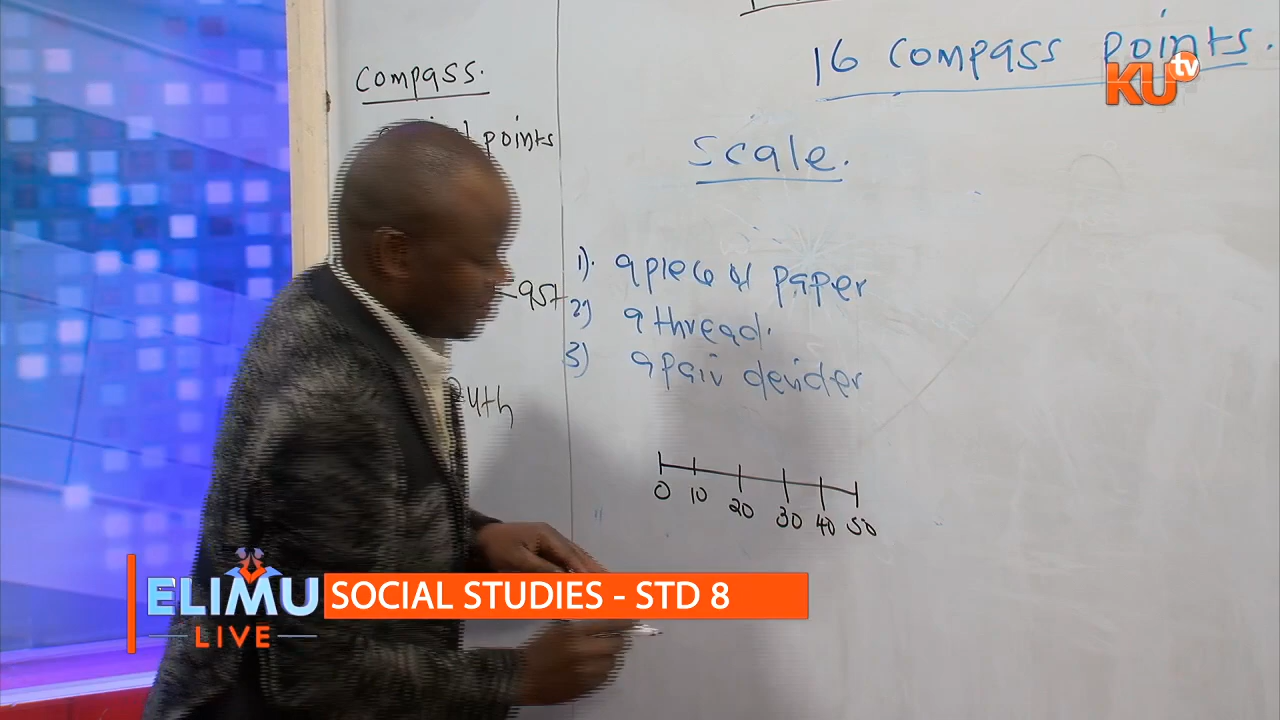 16 compass points.
KU tv
Compass.
points
scale.
1). a piece of paper
2) a thread.
3) a pair devider
0 10 20 30 40 50
ELIMU
LIVE
SOCIAL STUDIES - STD 8